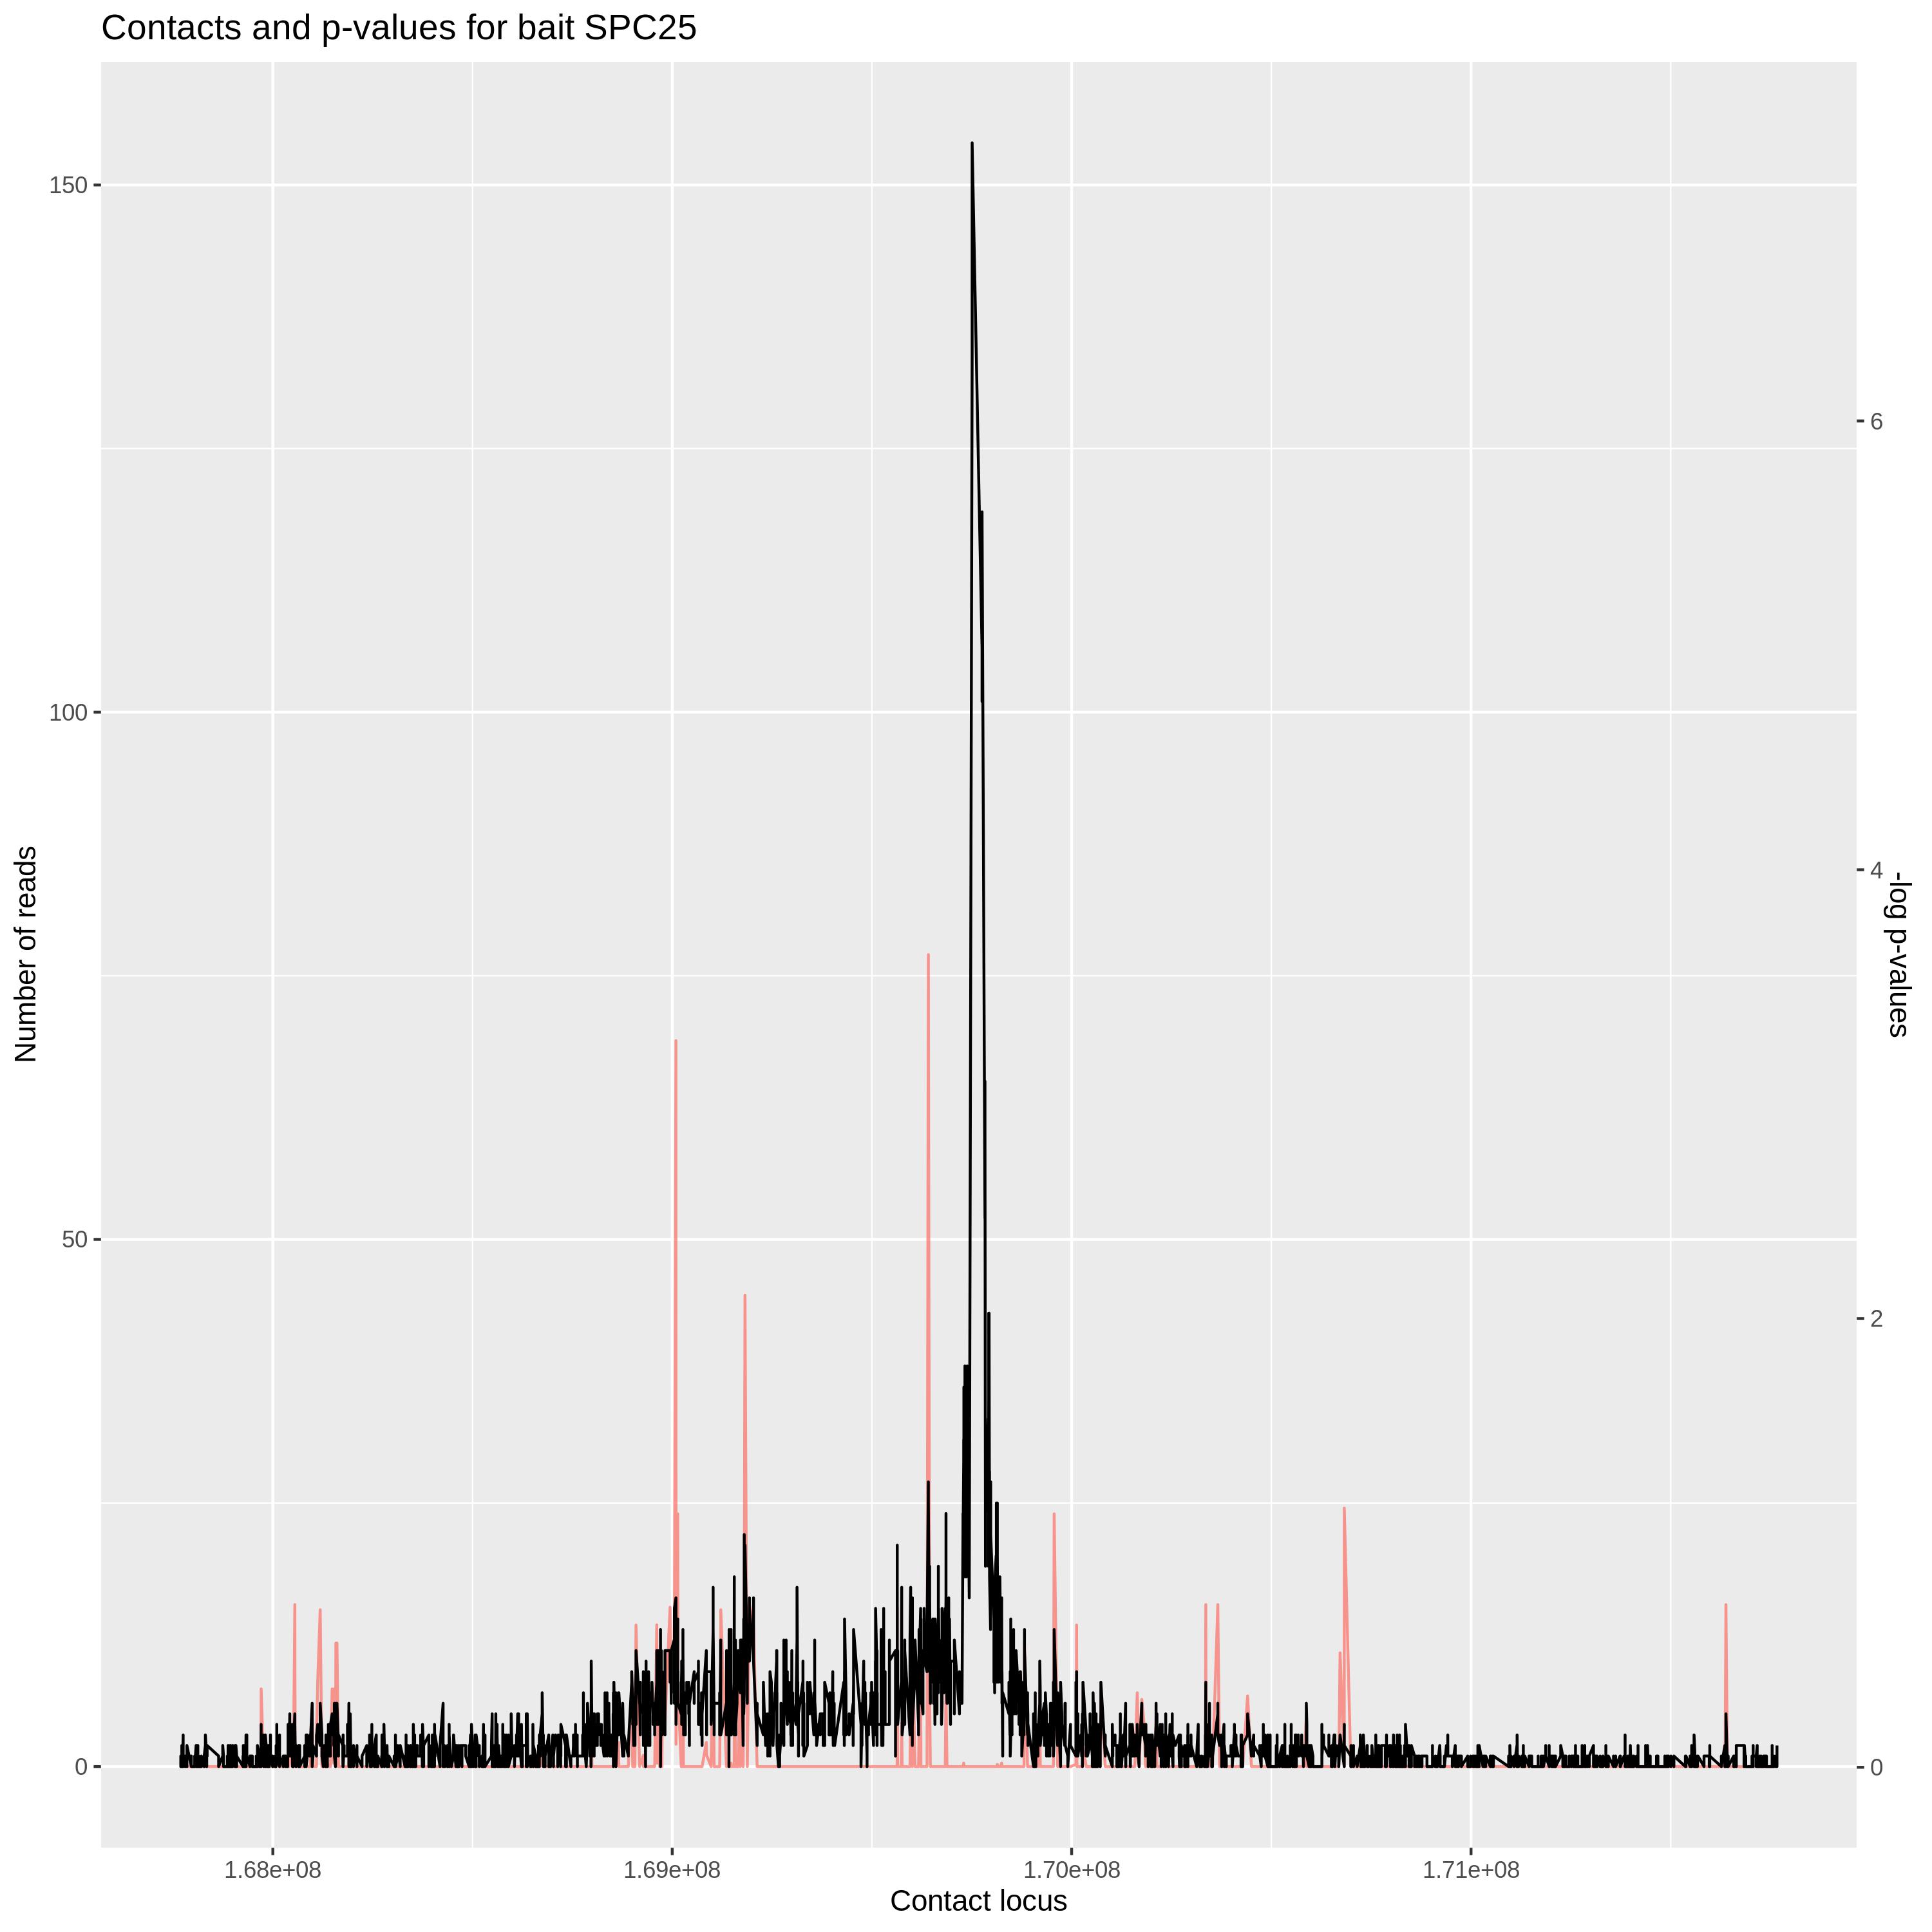 Contacts and p-values for bait SPC25
150
100
50
0
Number of reads
6
4
2
0
-log p-values
1.68e+08
1.69e+08
1.70e+08
1.71e+08
Contact locus